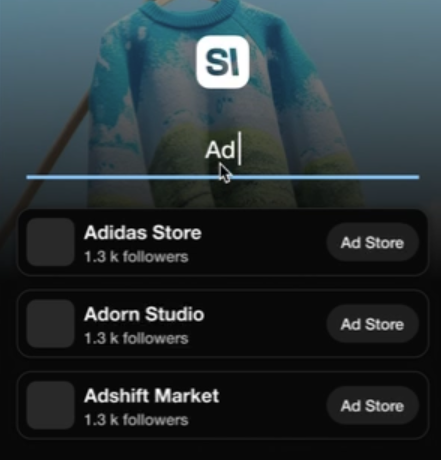 SI
Ad
Adidas Store
1.3 k followers
Ad Store
Adorn Studio
1.3 k followers
Ad Store
Adshift Market
1.3 k followers
Ad Store